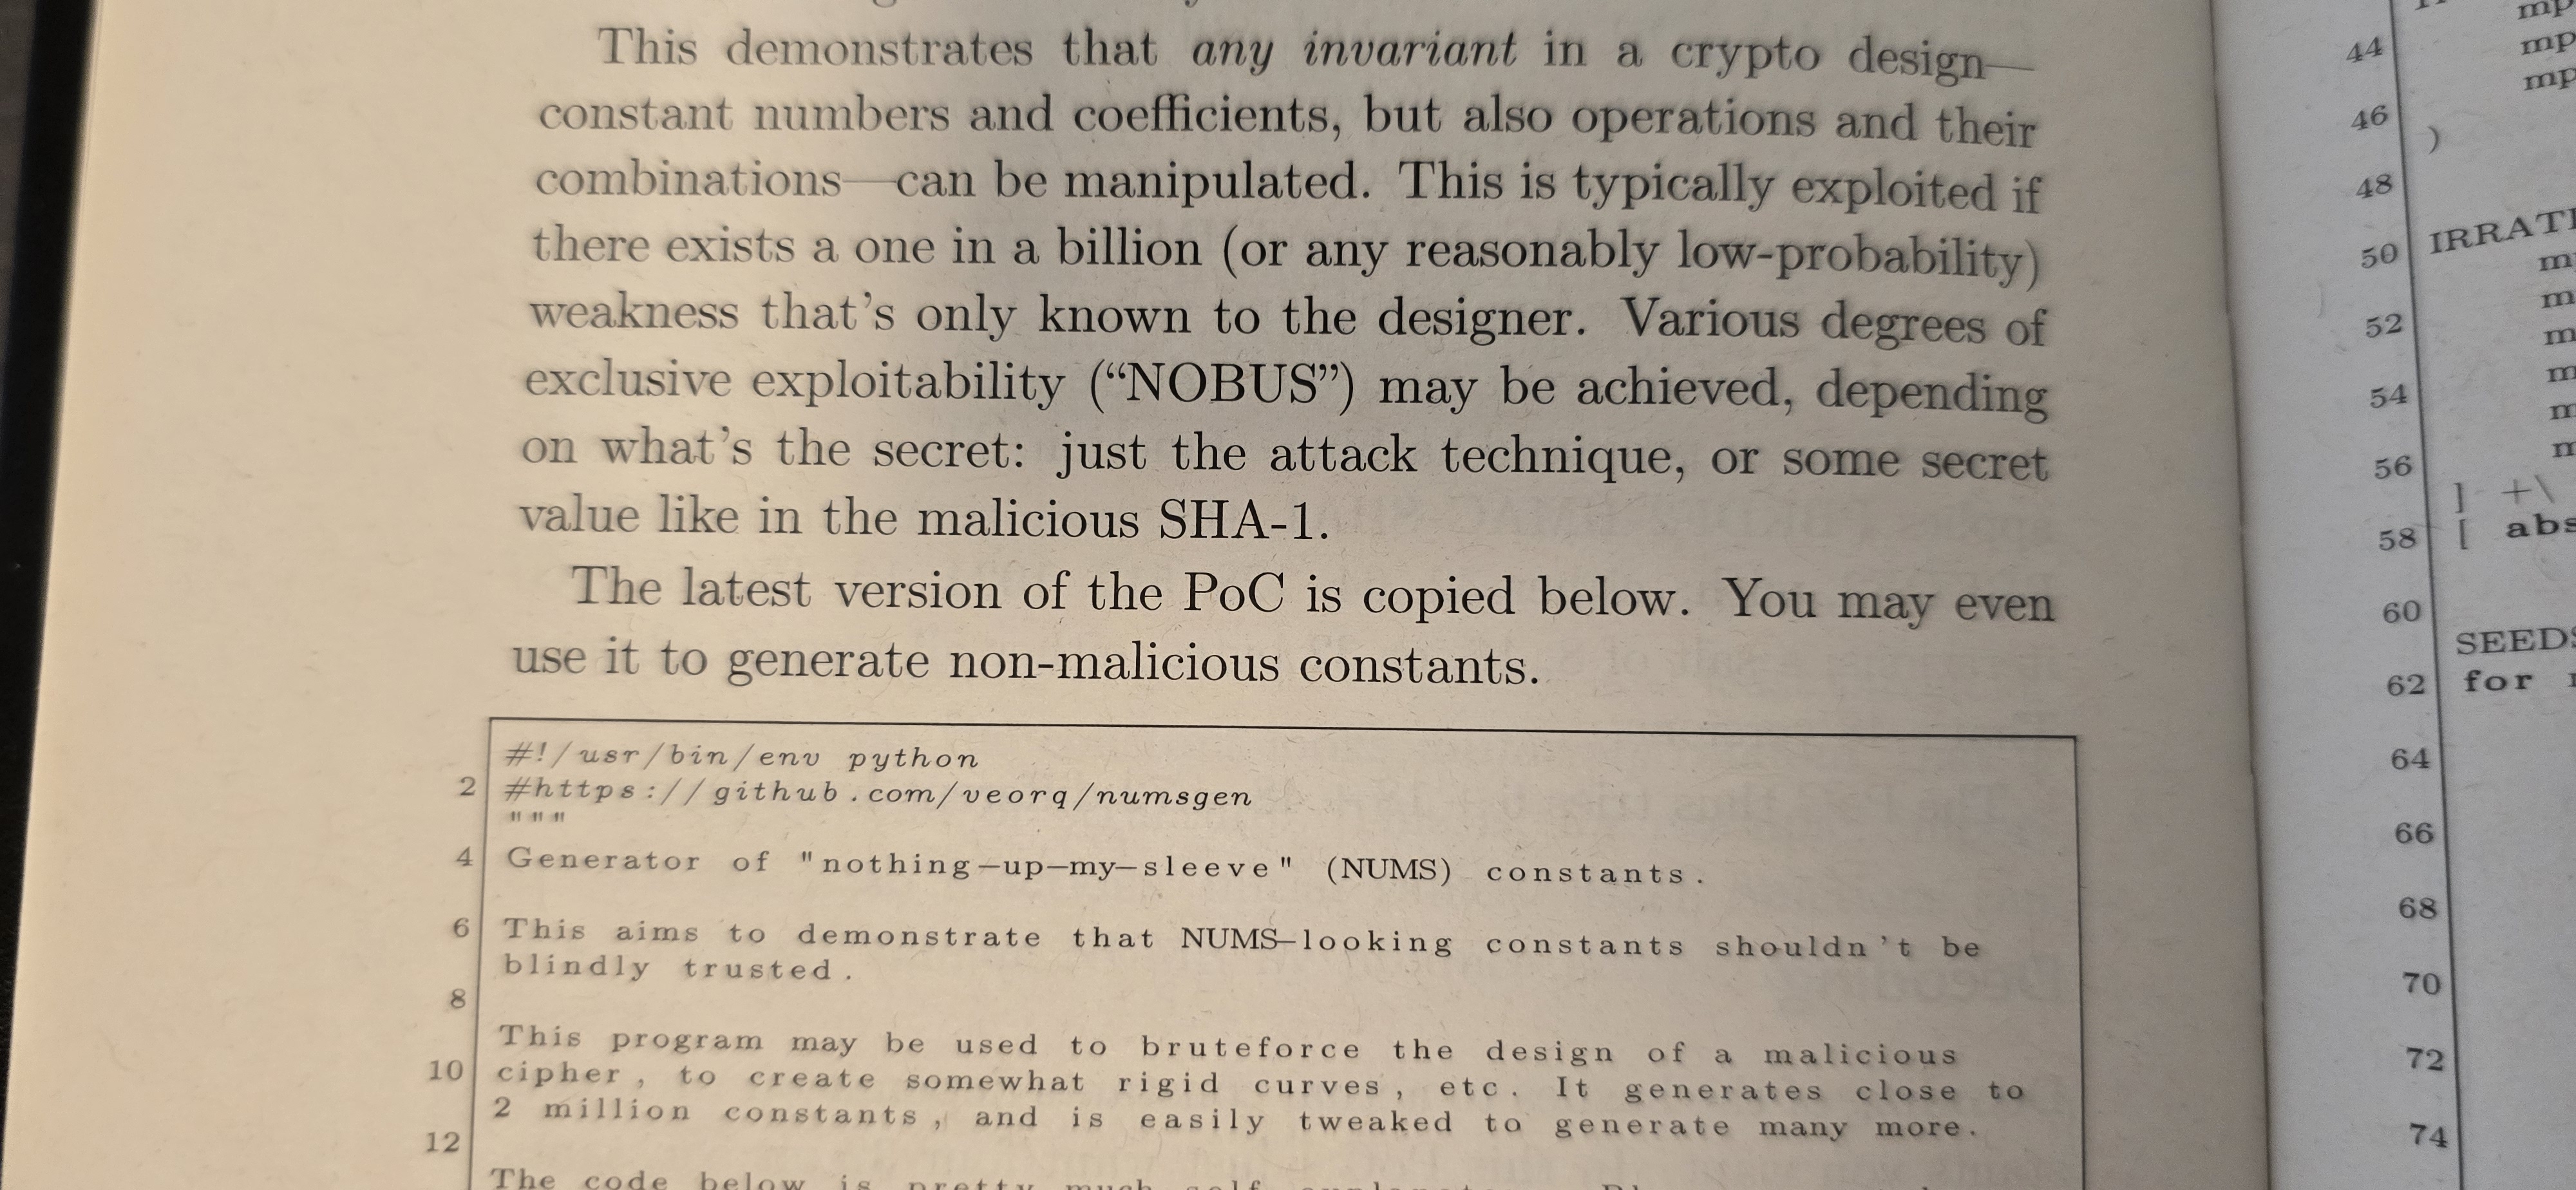 This demonstrates that any invariant in a crypto design—
constant numbers and coefficients, but also operations and their
combinations—can be manipulated. This is typically exploited if
there exists a one in a billion (or any reasonably low-probability)
weakness that's only known to the designer. Various degrees of
exclusive exploitability (“NOBUS”) may be achieved, depending
on what's the secret: just the attack technique, or some secret
value like in the malicious SHA-1.
The latest version of the PoC is copied below. You may even
use it to generate non-malicious constants.
#!/usr/bin/env python
2 #https://github.com/veorq/numsgen
"""
4 Generator of "nothing-up-my-sleeve" (NUMS) constants.
6 This aims to demonstrate that NUMS-looking constants shouldn't be
blindly trusted.
8
This program may be used to bruteforce the design of a malicious
10 cipher, to create somewhat rigid curves, etc. It generates close to
2 million constants, and is easily tweaked to generate many more.
12
The code below is pretty much
44 mp
mp
46 )
48
50 IRRATI
m
m
52 m
m
54 m
56
] +\
58 [ abs
60
SEEDS
62 for
64
66
68
70
72
74